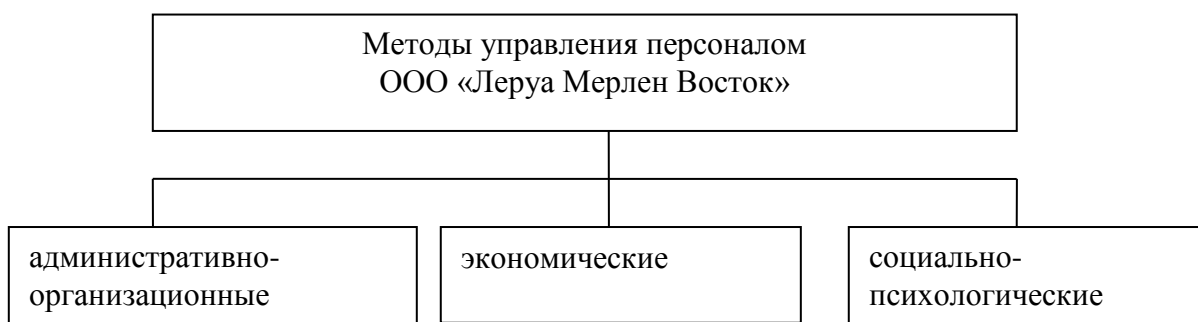 Методы управления персоналом
ООО «Леруа Мерлен Восток»
административно-
организационные
экономические
социально-
психологические